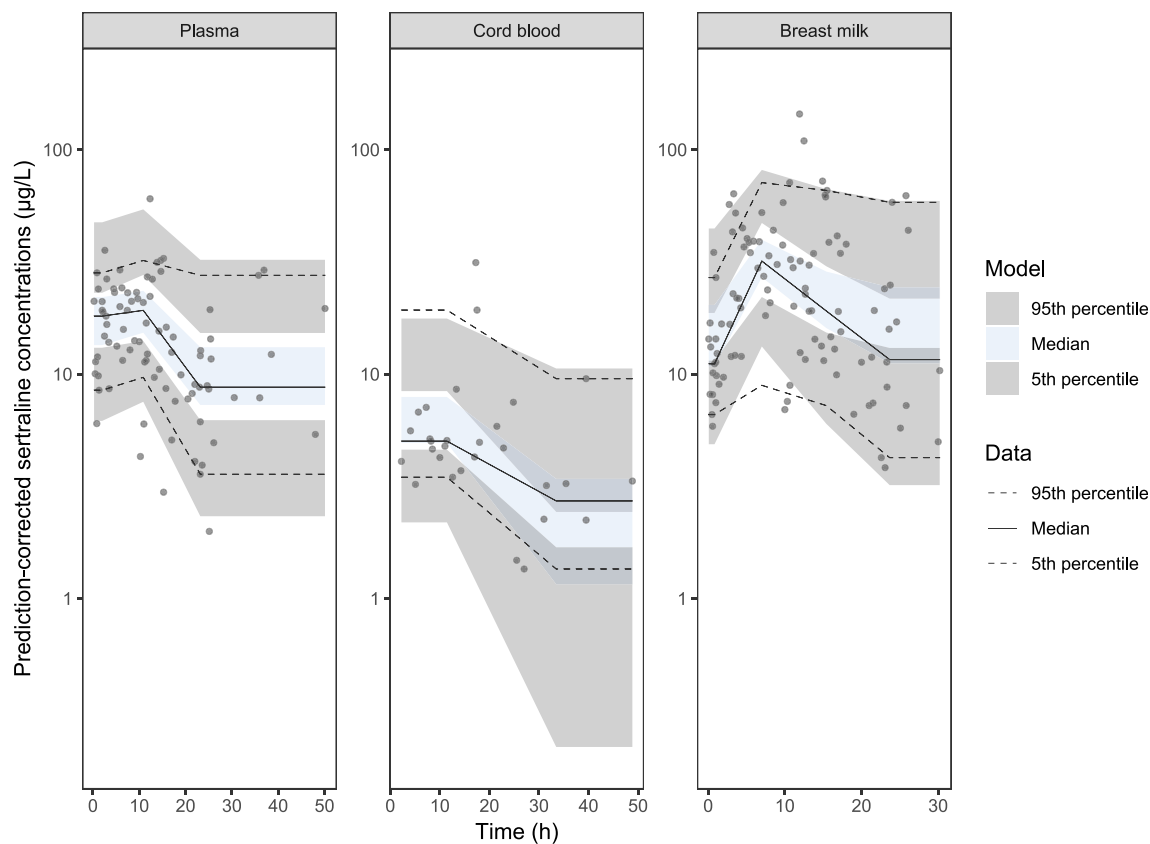 Plasma
Cord blood
Breast milk
Prediction-corrected sertraline concentrations (µg/L)
100
10
1
100
10
1
100
10
1
0 10 20 30 40 50
0 10 20 30 40 50
0 10 20 30
Time (h)
Model
95th percentile
Median
5th percentile
Data
95th percentile
Median
5th percentile